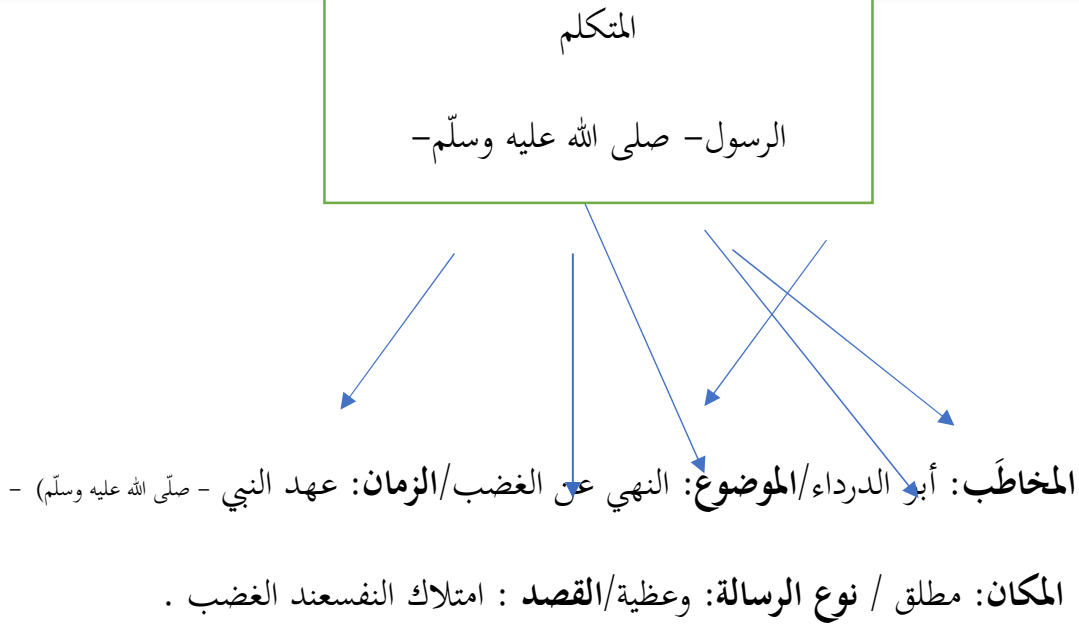 المتكلم
الرسول– صلى الله عليه وسلّم–
المخاطَب: أبو الدرداء/الموضوع: النهي عن الغضب/الزمان: عهد النبي – صلّى الله عليه وسلّم) –
المكان: مطلق / نوع الرسالة: وعظية/القصد : امتلاك النفسعند الغضب .